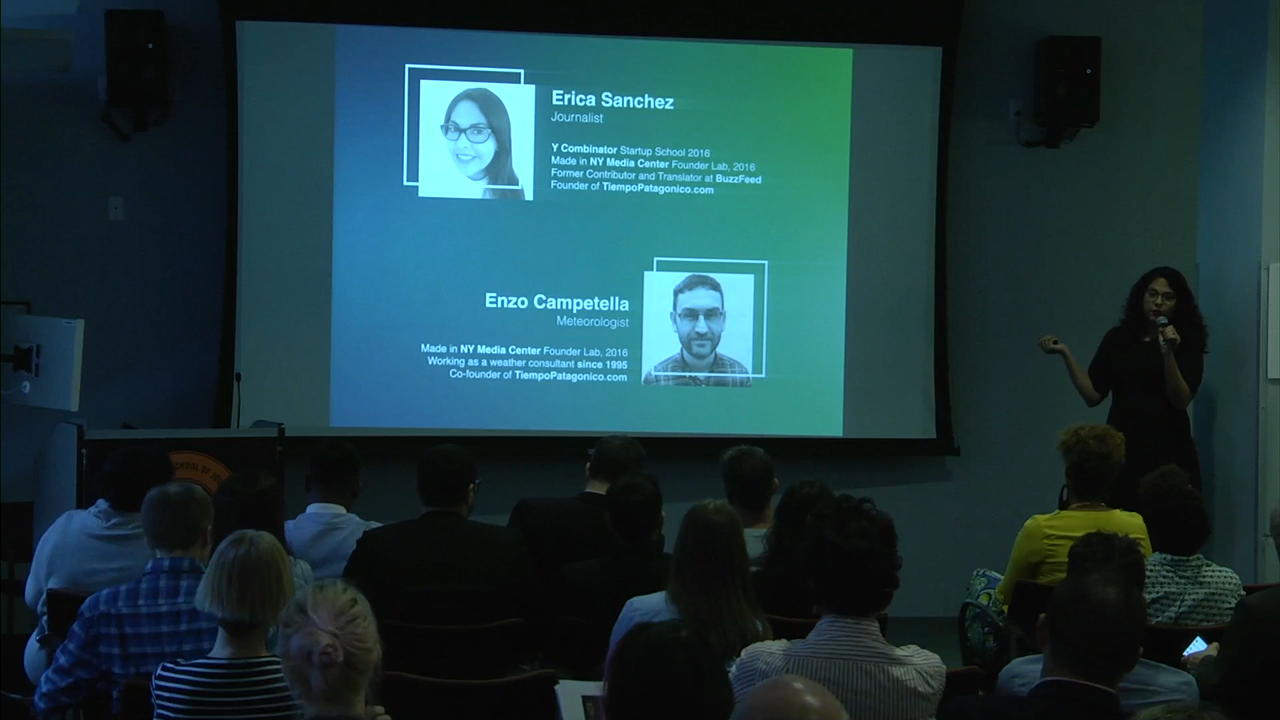 Erica Sanchez
Journalist
Y Combinator Startup School 2016
Made in NY Media Center Founder Lab, 2016
Former Contributor and Translator at BuzzFeed
Founder of TiempoPatagonico.com
Enzo Campetella
Meteorologist
Made in NY Media Center Founder Lab, 2016
Working as a weather consultant since 1995
Co-founder of TiempoPatagonico.com
SCHOOL OF